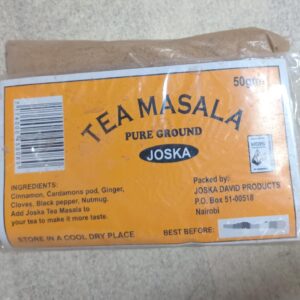 50gms
TEA MASALA
PURE GROUND
JOSKA
INGREDIENTS:
Cinnamon, Cardamons pod, Ginger,
Cloves, Black pepper, Nutmug.
Add Joska Tea Masala to
your tea to make it more taste.
STORE IN A COOL DRY PLACE.
Packed by:
JOSKA DAVID PRODUCTS
P.O. Box 51-00518
Nairobi
BEST BEFORE: